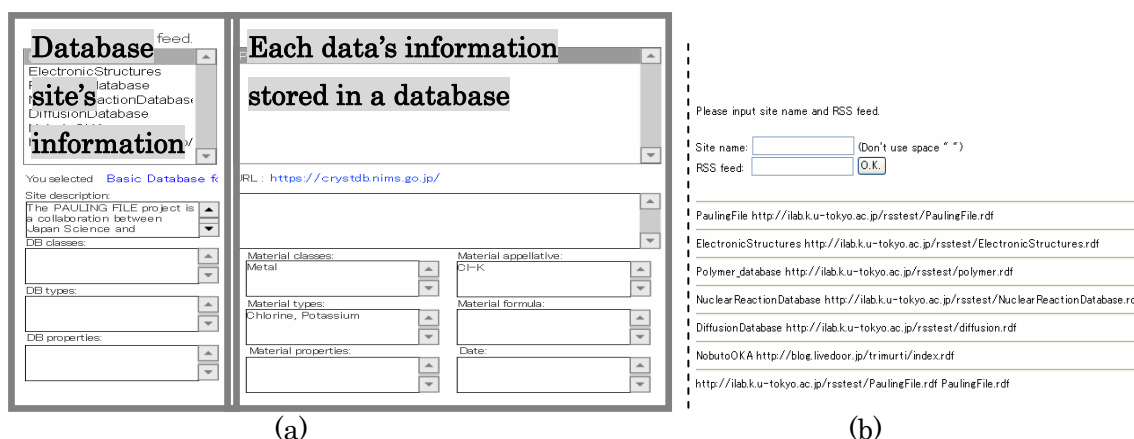 feed.
Database
ElectronicStructures
site's
DiffusionDatabase
information
You selected Basic Database fo
Site description:
The PAULING FILE project is
a collaboration between
Japan Science and
DB classes:
DB types:
DB properties:
Each data's information
stored in a database
URL : https://crystdb.nims.go.jp/
Material classes:
Metal
Material appellative:
Cl-K
Material types:
Chlorine, Potassium
Material formula:
Material properties:
Date:
(a)
Please input site name and RSS feed.
Site name: (Don't use space " ")
RSS feed: O.K.
PaulingFile http://ilab.k.u-tokyo.ac.jp/rsstest/PaulingFile.rdf
ElectronicStructures http://ilab.k.u-tokyo.ac.jp/rsstest/ElectronicStructures.rdf
Polymer_database http://ilab.k.u-tokyo.ac.jp/rsstest/polymer.rdf
NuclearReactionDatabase http://ilab.k.u-tokyo.ac.jp/rsstest/NuclearReactionDatabase.rd
DiffusionDatabase http://ilab.k.u-tokyo.ac.jp/rsstest/diffusion.rdf
NobutoOKA http://blog.livedoor.jp/trimurti/index.rdf
http://ilab.k.u-tokyo.ac.jp/rsstest/PaulingFile.rdf PaulingFile.rdf
(b)